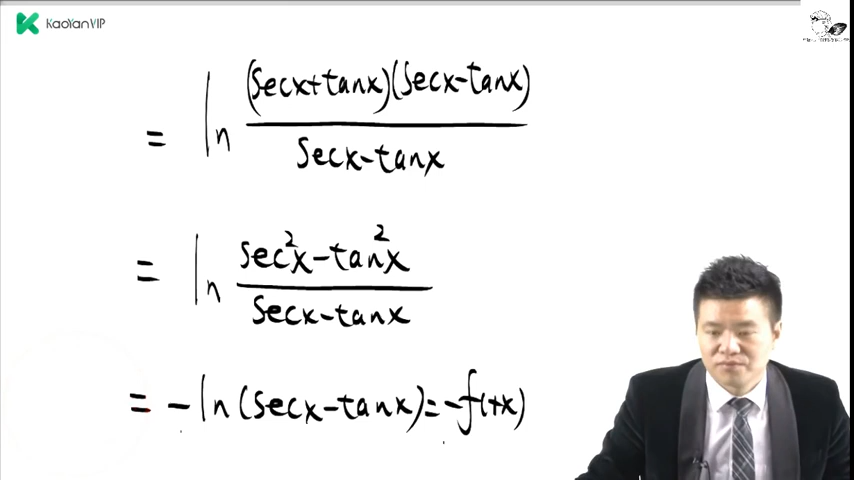 KaoYanVIP
= ln (secx+tanx)(secx-tanx) / secx-tanx
= ln sec²x-tan²x / secx-tanx
= -ln(secx-tanx)=-f(-x)